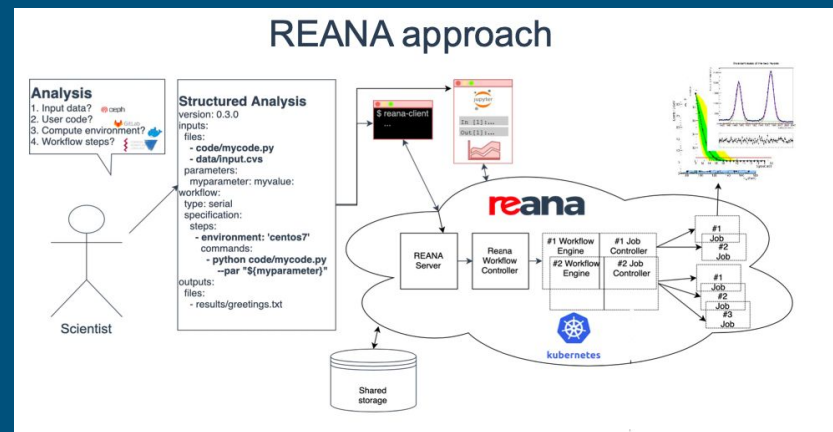 REANA approach
Analysis
1. Input data?
ceph
2. User code?
GitLab
3. Compute environment?
4. Workflow steps?
Scientist
Structured Analysis
version: 0.3.0
inputs:
files:
- code/mycode.py
- data/input.cvs
parameters:
myparameter: myvalue:
workflow:
type: serial
specification:
steps:
- environment: 'centos7'
commands:
- python code/mycode.py
--par "${myparameter}"
outputs:
files:
- results/greetings.txt
$ reana-client
...
jupyter
In [1]:...
Out[1]:...
reana
REANA
Server
Reana
Workflow
Controller
#1 Workflow
Engine
#1 Job
Controller
#2 Workflow
Engine
#2 Job
Controller
#1
Job
#2
Job
#1
Job
#2
Job
#3
Job
kubernetes
Shared
storage